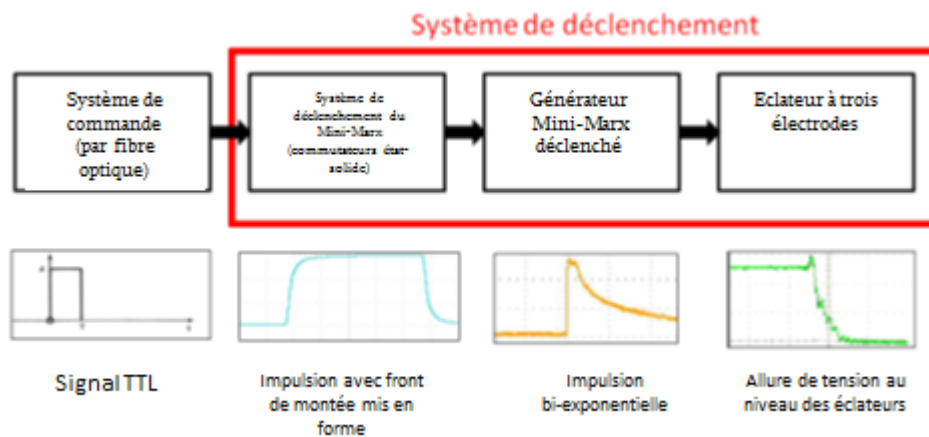 Système de déclenchement
Système de
commande
(par fibre
optique)
Système de
déclenchement du
Mini-Marx
(commutateurs état-
solide)
Générateur
Mini-Marx
déclenché
Eclateur à trois
électrodes
Signal TTL
Impulsion avec front
de montée mis en
forme
Impulsion
bi-exponentielle
Allure de tension au
niveau des éclateurs